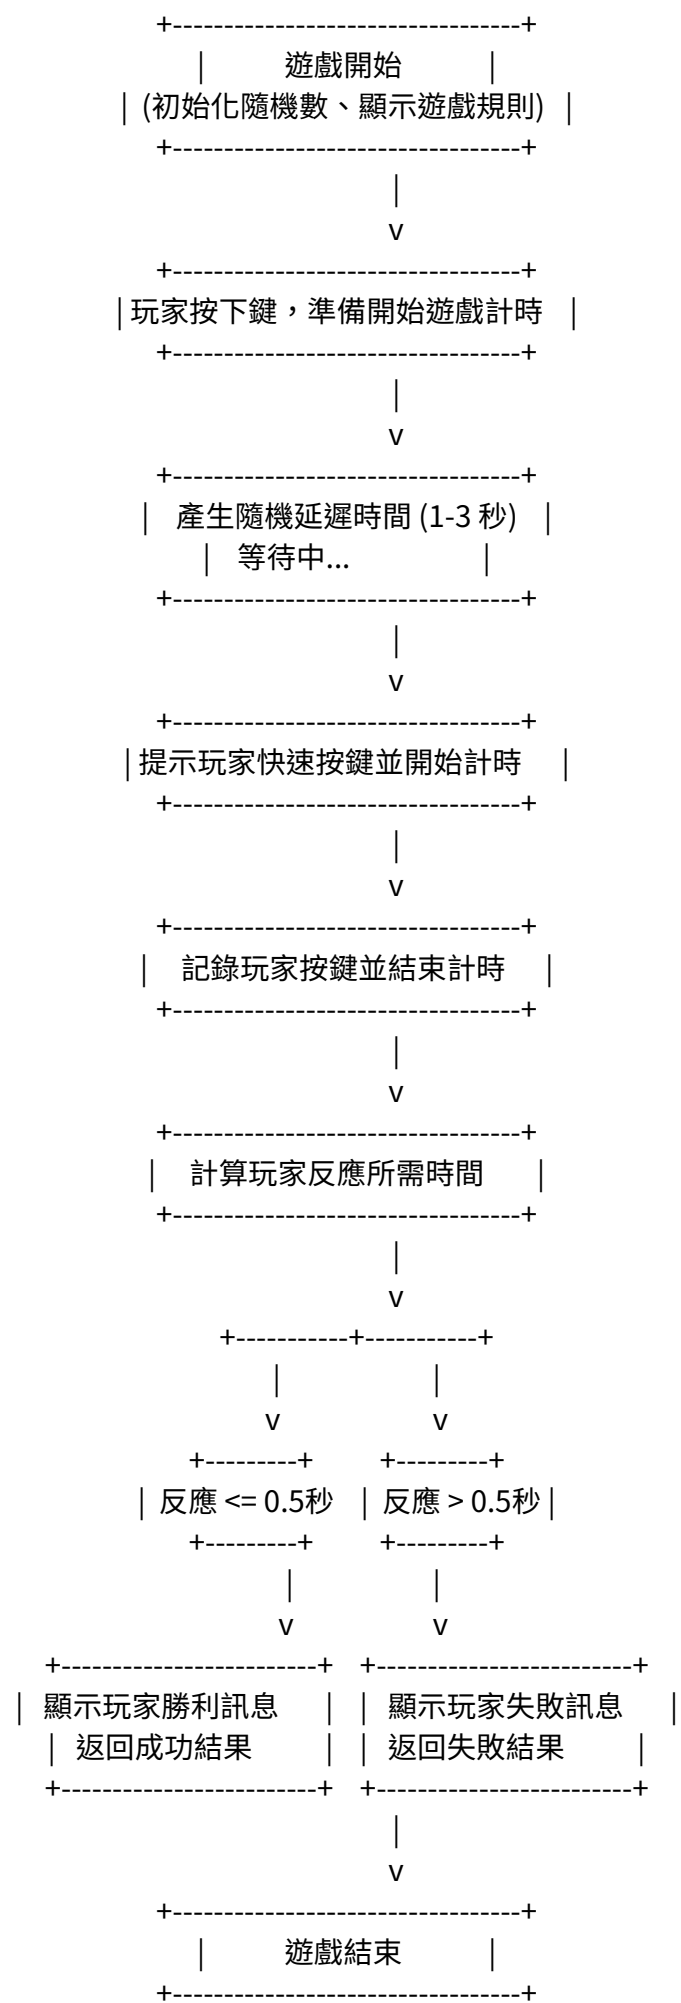 +----------------------------------+
| 遊戲開始 |
| (初始化隨機數、顯示遊戲規則) |
+----------------------------------+
|
v
+----------------------------------+
| 玩家按下鍵，準備開始遊戲計時 |
+----------------------------------+
|
v
+----------------------------------+
| 產生隨機延遲時間 (1-3 秒) |
| 等待中... |
+----------------------------------+
|
v
+----------------------------------+
| 提示玩家快速按鍵並開始計時 |
+----------------------------------+
|
v
+----------------------------------+
| 記錄玩家按鍵並結束計時 |
+----------------------------------+
|
v
+----------------------------------+
| 計算玩家反應所需時間 |
+----------------------------------+
|
v
+-----------+-----------+
| |
v v
+---------+ +---------+
| 反應 <= 0.5秒 | 反應 > 0.5秒 |
+---------+ +---------+
| |
v v
+-------------------------+ +-------------------------+
| 顯示玩家勝利訊息 | | 顯示玩家失敗訊息 |
| 返回成功結果 | | 返回失敗結果 |
+-------------------------+ +-------------------------+
|
v
+----------------------------------+
| 遊戲結束 |
+----------------------------------+